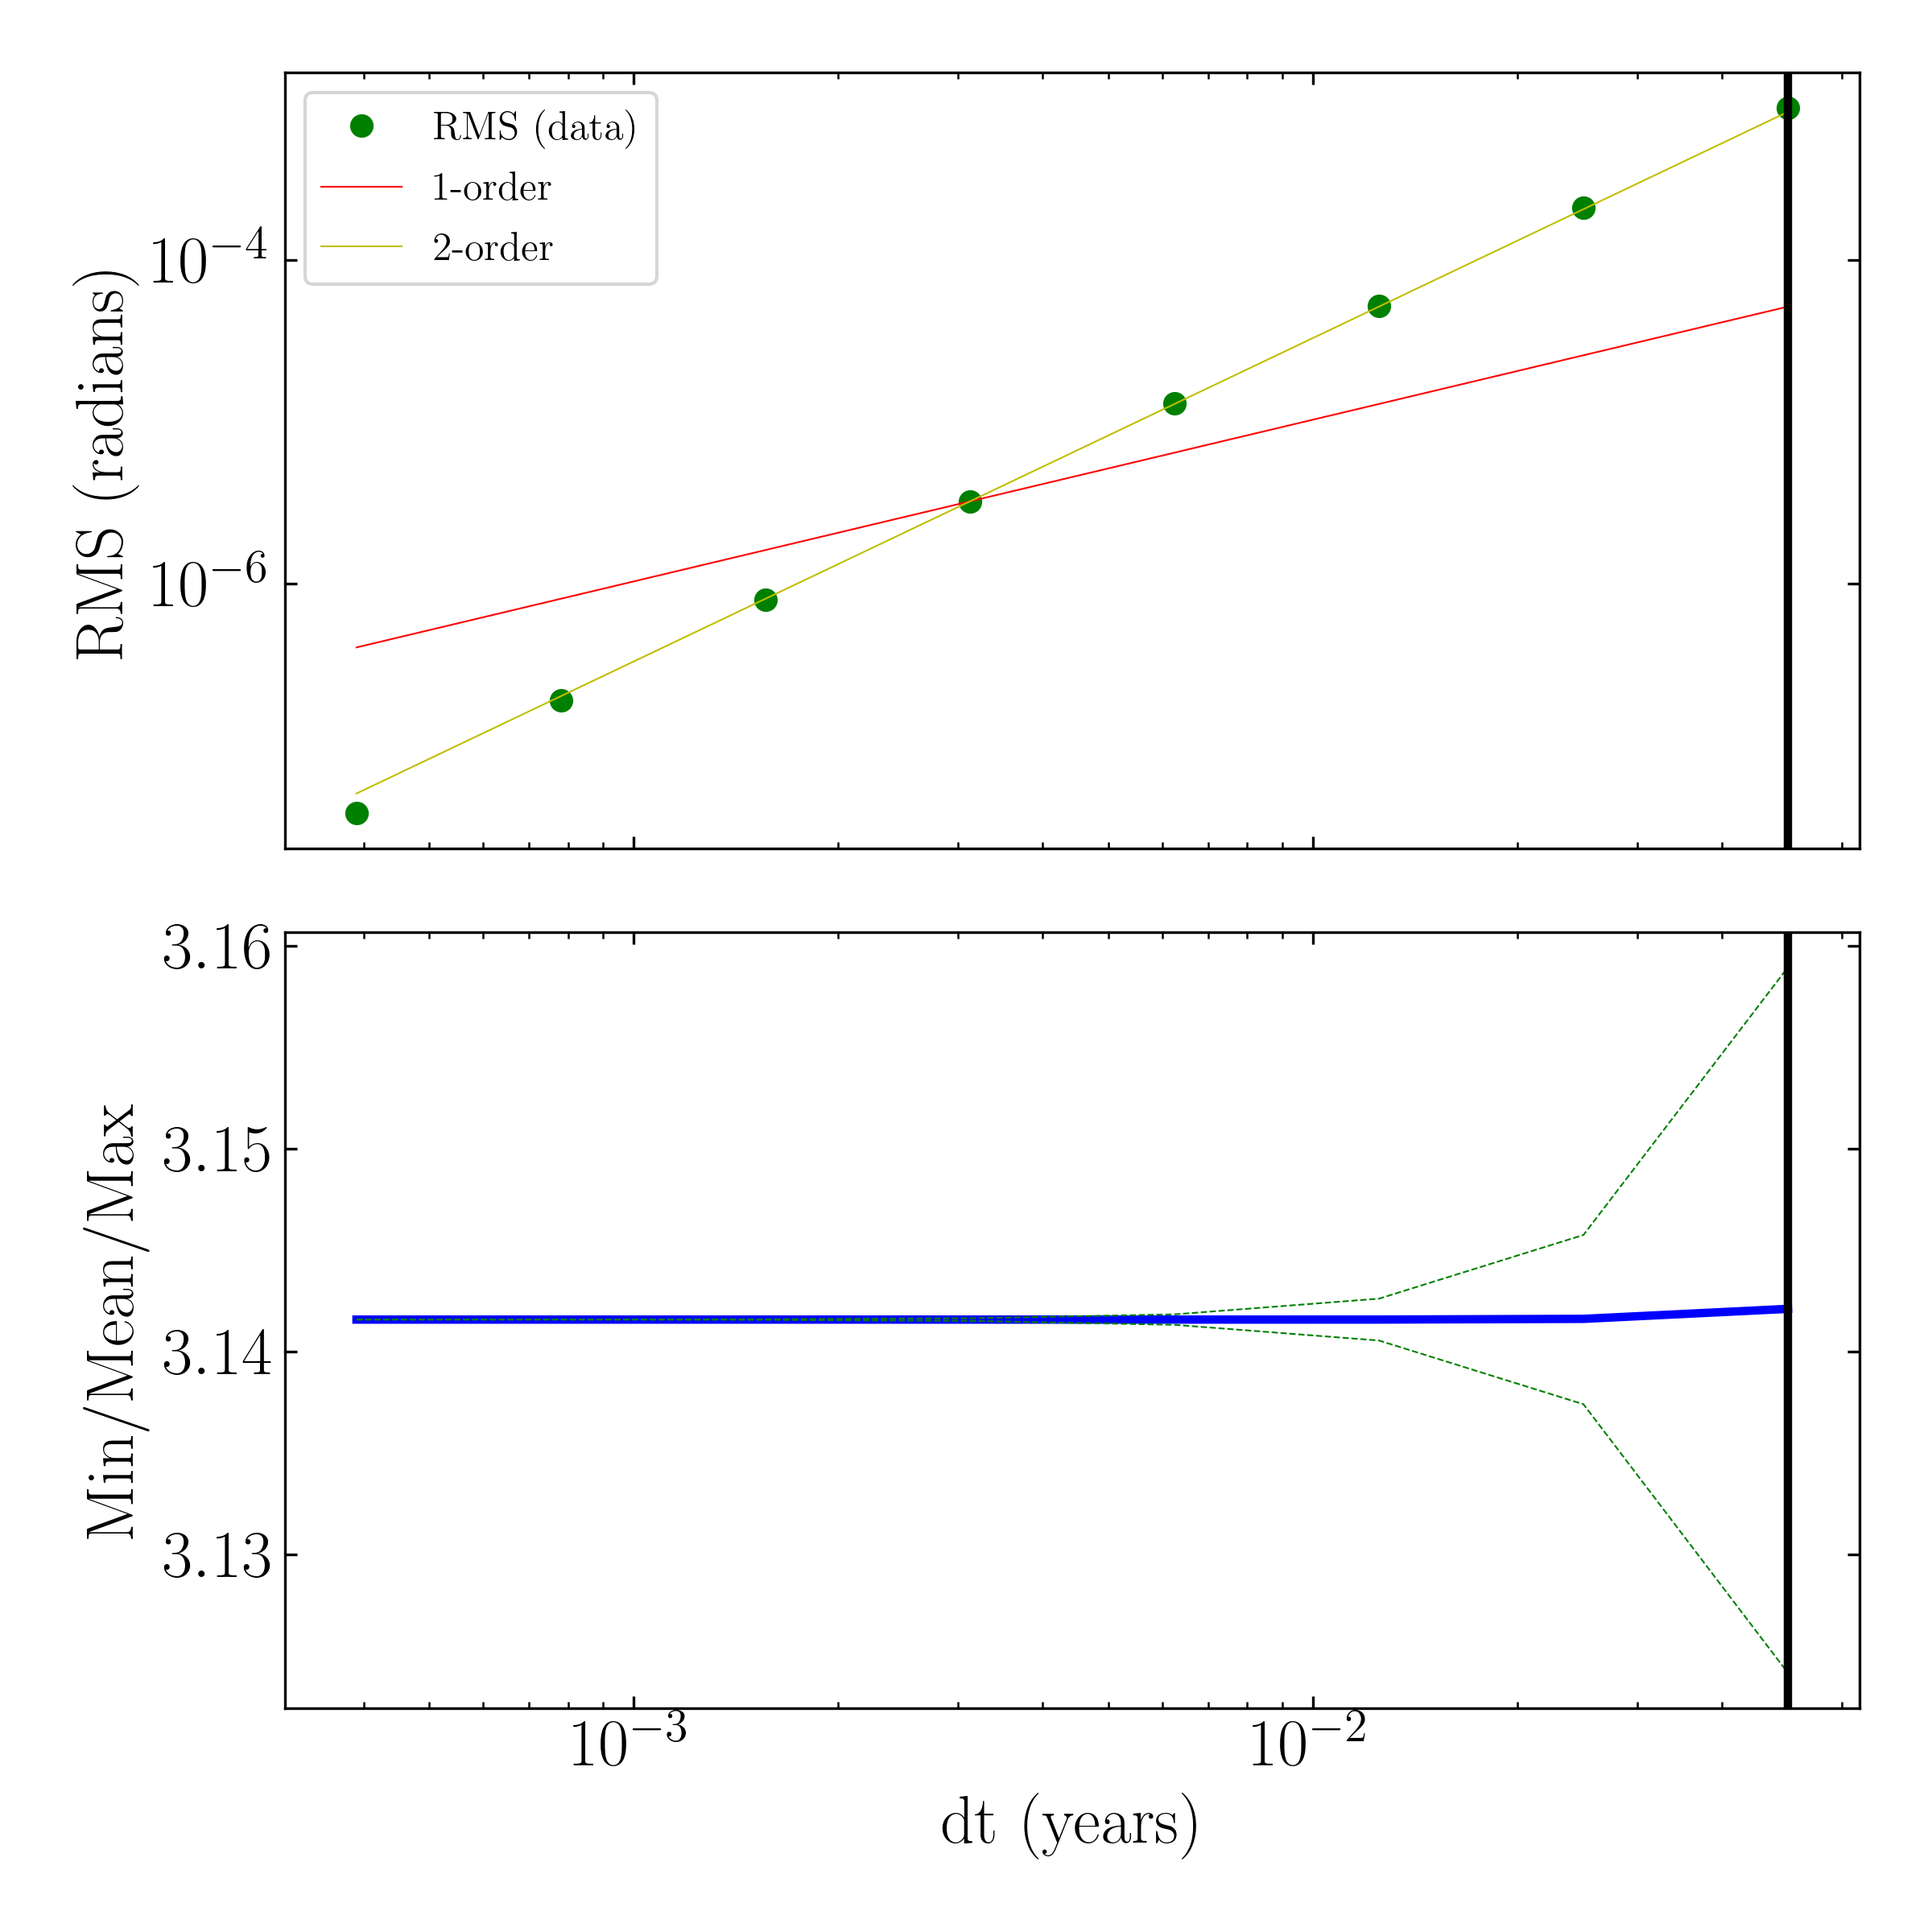 RMS (radians)
10−4
10−6
RMS (data)
1-order
2-order
Min/Mean/Max
3.16
3.15
3.14
3.13
10−3
10−2
dt (years)